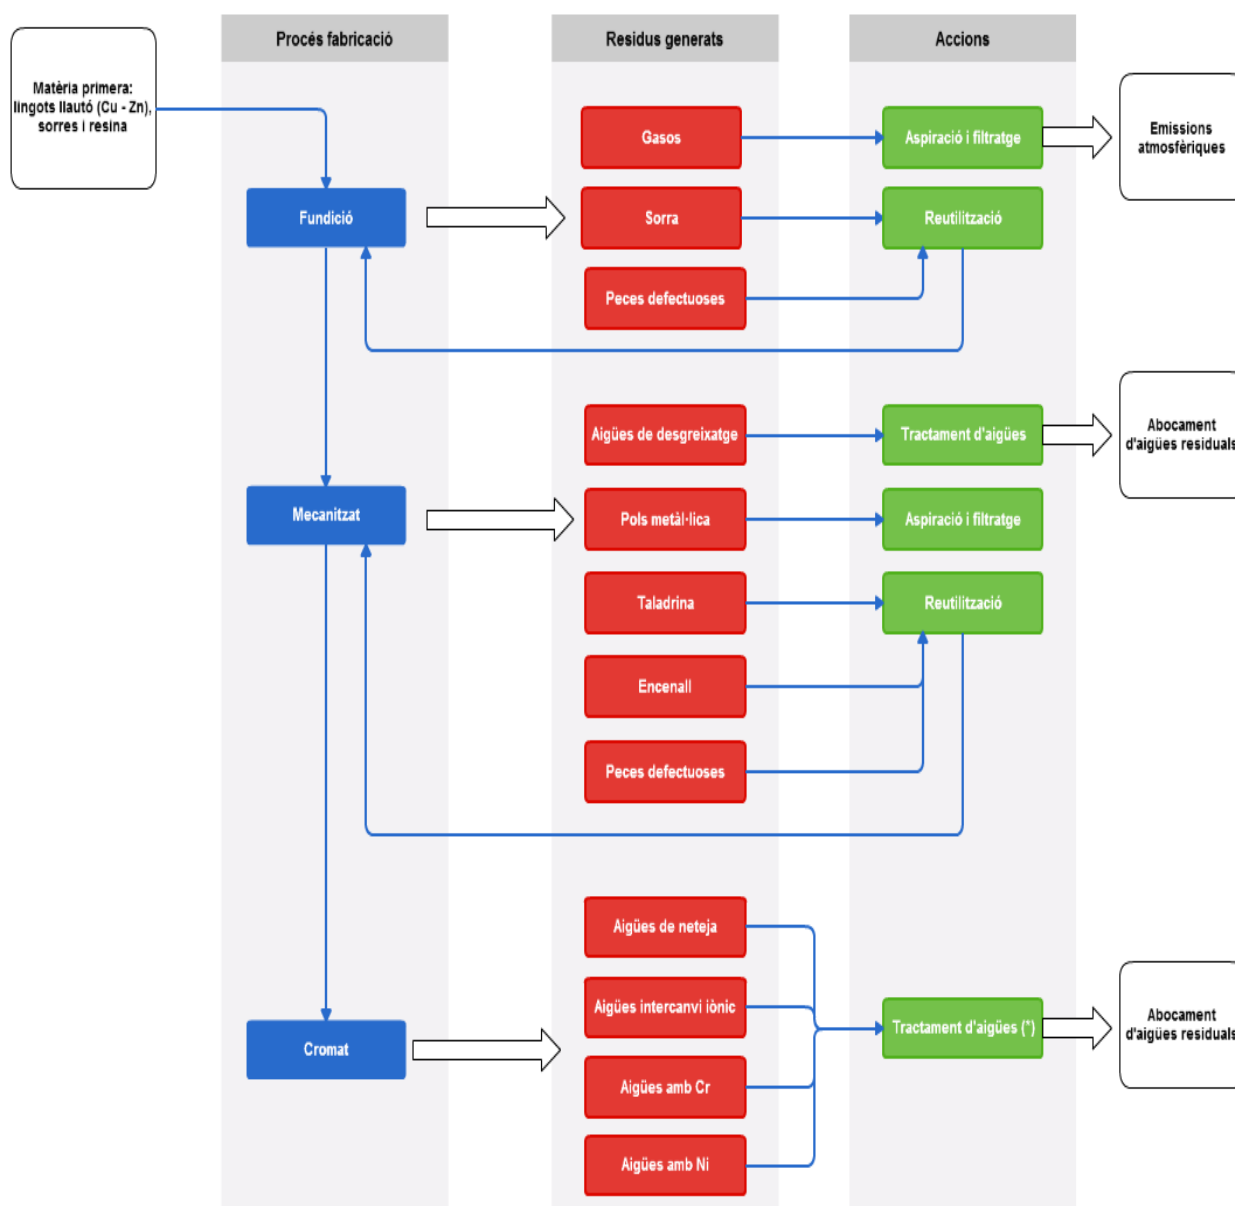 Procés fabricació
Residus generats
Accions
Matèria primera:
lingots llautó (Cu - Zn),
sorres i resina
Gasos
Aspiració i filtratge
Emissions
atmosfèriques
Fundició
Sorra
Reutilització
Peces defectuoses
Aigües de desgreixatge
Tractament d'aigües
Abocament
d'aigües residuals
Mecanitzat
Pols metàl·lica
Aspiració i filtratge
Taladrina
Reutilització
Encenall
Peces defectuoses
Aigües de neteja
Aigües intercanvi iònic
Tractament d'aigües (*)
Abocament
d'aigües residuals
Cromat
Aigües amb Cr
Aigües amb Ni